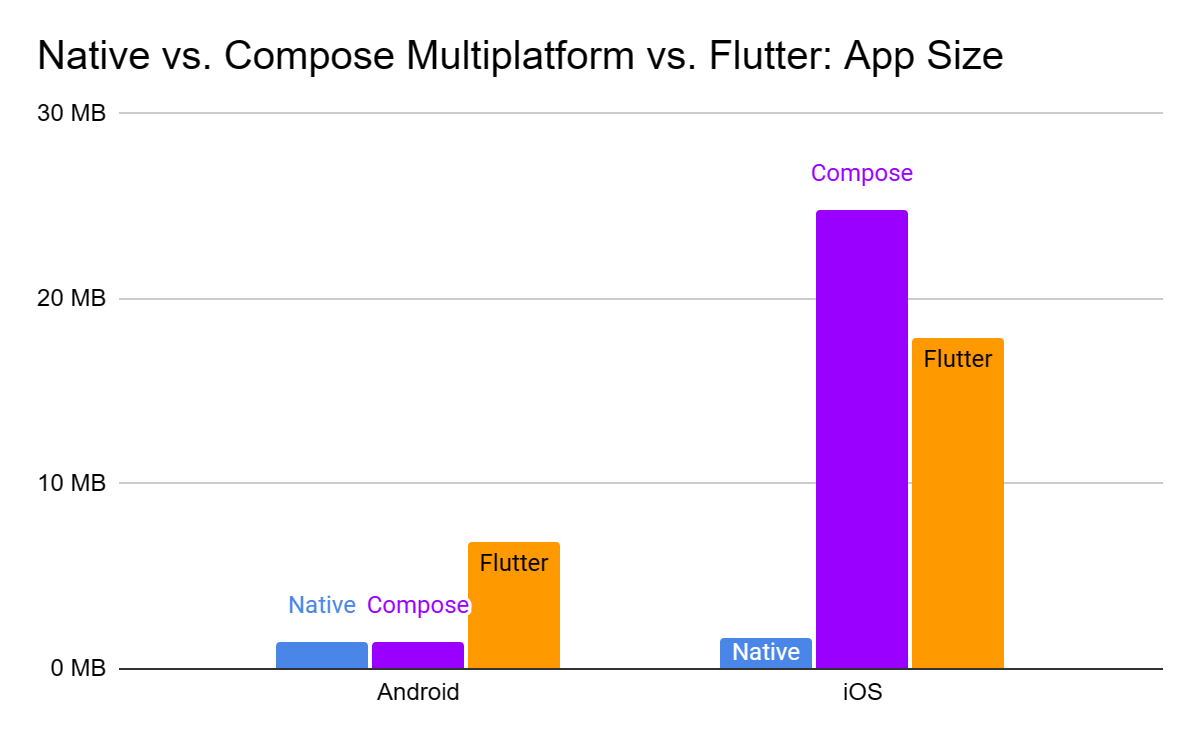 Native vs. Compose Multiplatform vs. Flutter: App Size
30 MB
Compose
20 MB
Flutter
10 MB
Flutter
Native Compose
Native
0 MB
Android iOS